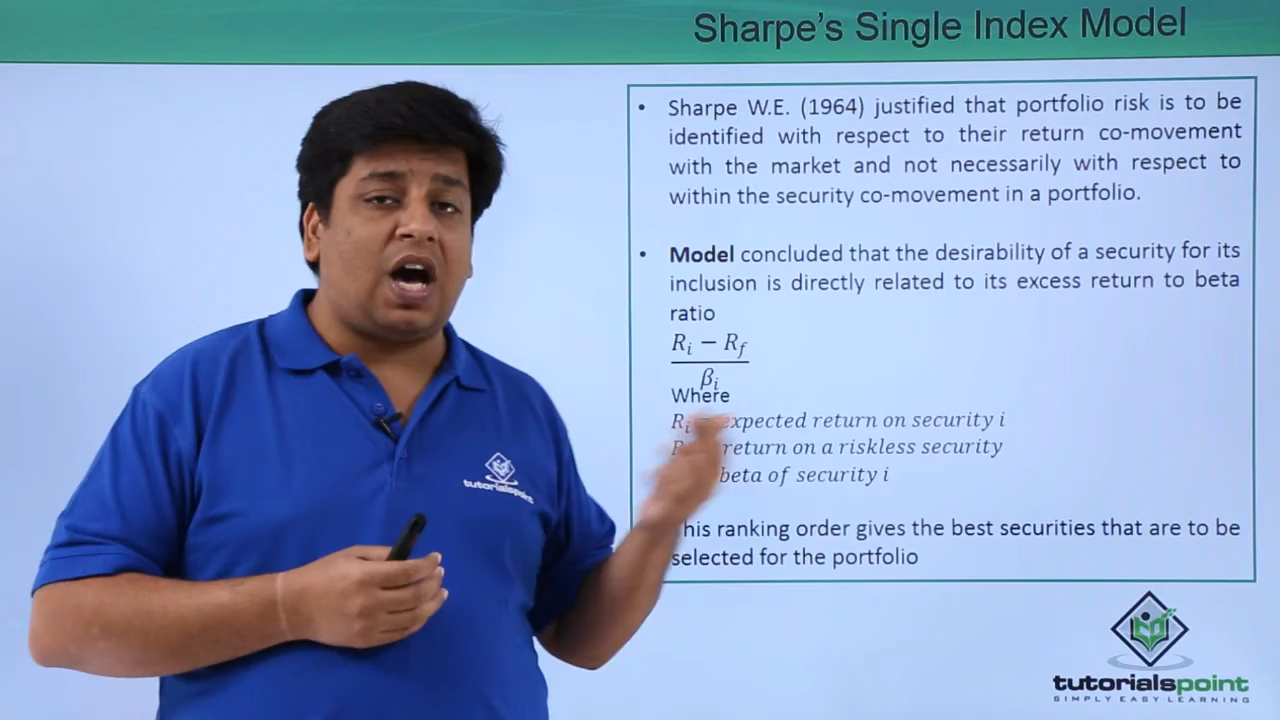 Sharpe's Single Index Model
• Sharpe W.E. (1964) justified that portfolio risk is to be
identified with respect to their return co-movement
with the market and not necessarily with respect to
within the security co-movement in a portfolio.
• Model concluded that the desirability of a security for its
inclusion is directly related to its excess return to beta
ratio
Rᵢ − R_f
βᵢ
Where
expected return on security i
return on a riskless security
beta of security i
his ranking order gives the best securities that are to be
selected for the portfolio
tutorialspoint
tutorialspoint
SIMPLY EASY LEARNING